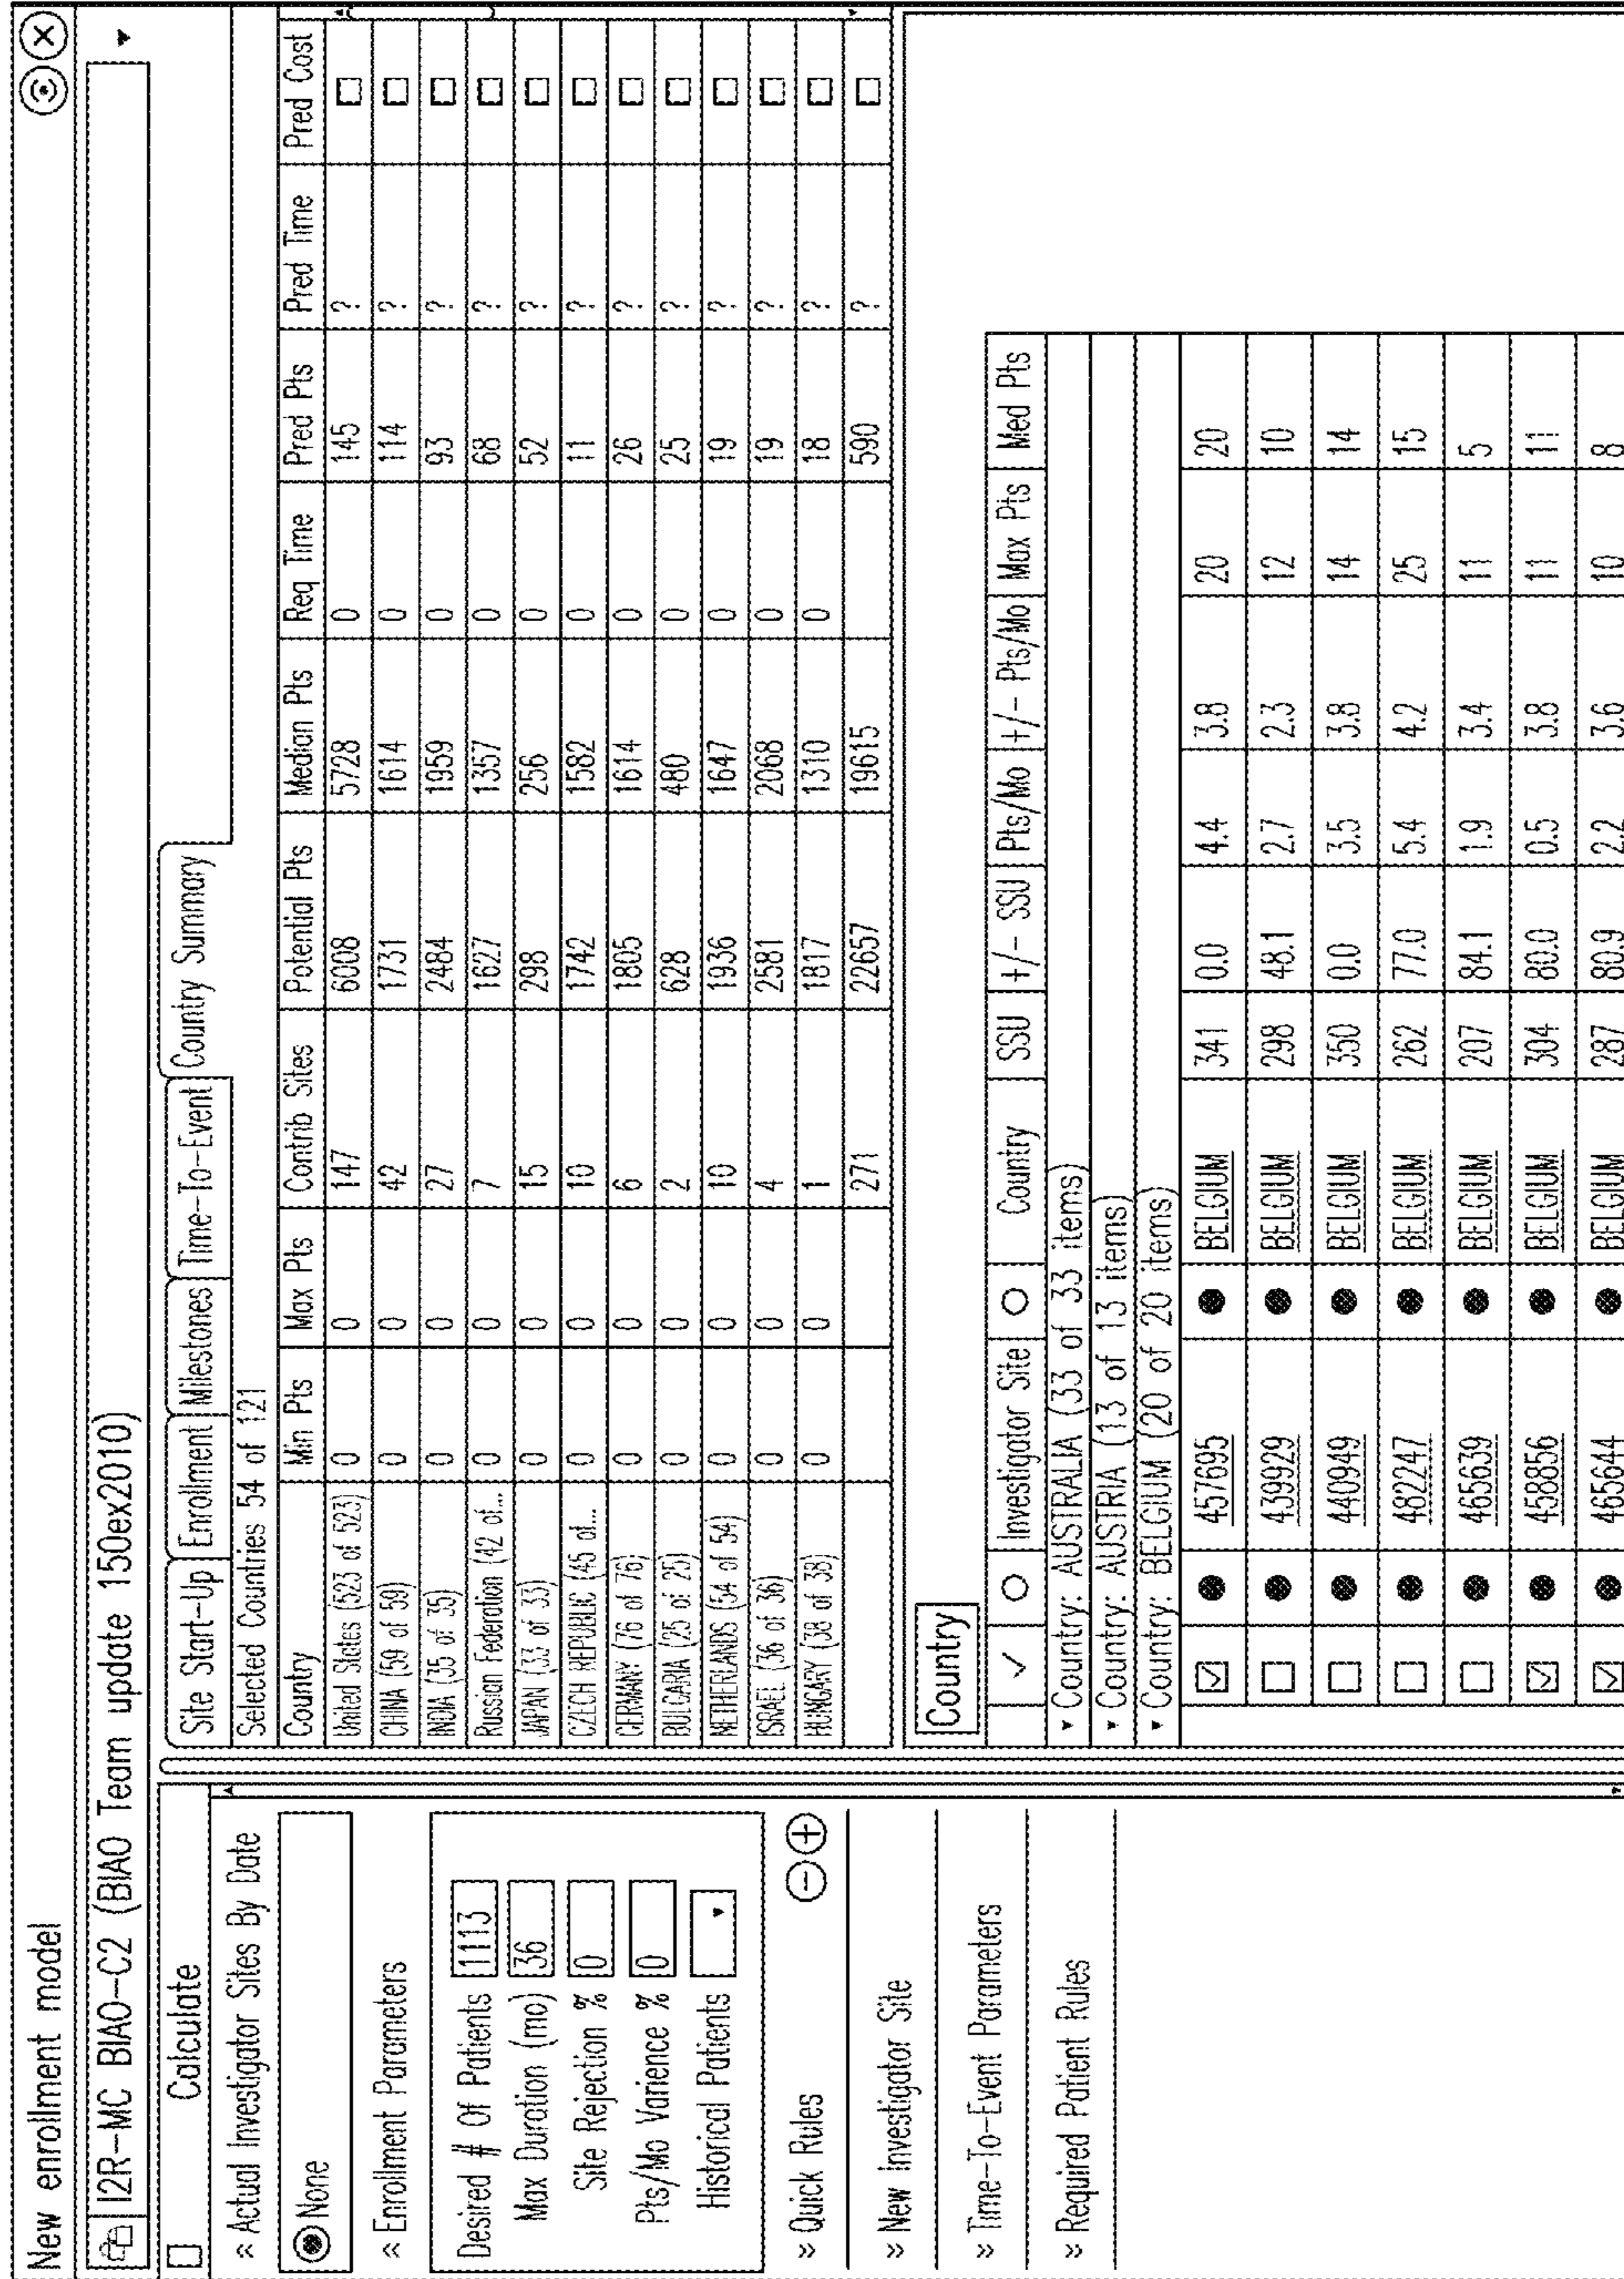 New enrollment model
I2R-MC BIAO-C2 (BIAO Team update 150ex2010)
Calculate
Actual Investigator Sites By Date
None
Enrollment Parameters
Desired # Of Patients 1113
Max Duration (mo) 36
Site Rejection % 0
Pts/Mo Varience % 0
Historical Patients
Quick Rules
New Investigator Site
Time-To-Event Parameters
Required Patient Rules
Site Start-Up Enrollment Milestones Time-To-Event Country Summary
Selected Countries 54 of 121
Country Min Pts Max Pts Contrib Sites Potential Pts Median Pts Req Time Pred Pts Pred Time Pred Cost
United States (523 of 523) 0 0 147 6008 5728 0 145 ?
CHINA (59 of 59) 0 0 42 1731 1614 0 114 ?
INDIA (35 of 35) 0 0 27 2484 1959 0 93 ?
Russian Federation (42 of... 0 0 7 1627 1357 0 68 ?
JAPAN (33 of 33) 0 0 15 298 256 0 52 ?
CZECH REPUBLIC (45 of... 0 0 10 1742 1582 0 11 ?
GERMANY (76 of 76) 0 0 6 1805 1614 0 26 ?
BULGARIA (25 of 25) 0 0 2 628 480 0 25 ?
NETHERLANDS (54 of 54) 0 0 10 1936 1647 0 19 ?
ISRAEL (36 of 36) 0 0 4 2581 2068 0 19 ?
HUNGARY (38 of 38) 0 0 1 1817 1310 0 18 ?
271 22657 19615 590 ?
Country
Investigator Site Country SSU +/- SSU Pts/Mo +/- Pts/Mo Max Pts Med Pts
Country: AUSTRALIA (33 of 33 items)
Country: AUSTRIA (13 of 13 items)
Country: BELGIUM (20 of 20 items)
457695 BELGIUM 341 0.0 4.4 3.8 20 20
439929 BELGIUM 298 48.1 2.7 2.3 12 10
440949 BELGIUM 350 0.0 3.5 3.8 14 14
482247 BELGIUM 262 77.0 5.4 4.2 25 15
465639 BELGIUM 207 84.1 1.9 3.4 11 5
458856 BELGIUM 304 80.0 0.5 3.8 11 11
465644 BELGIUM 287 80.9 2.2 3.6 10 8